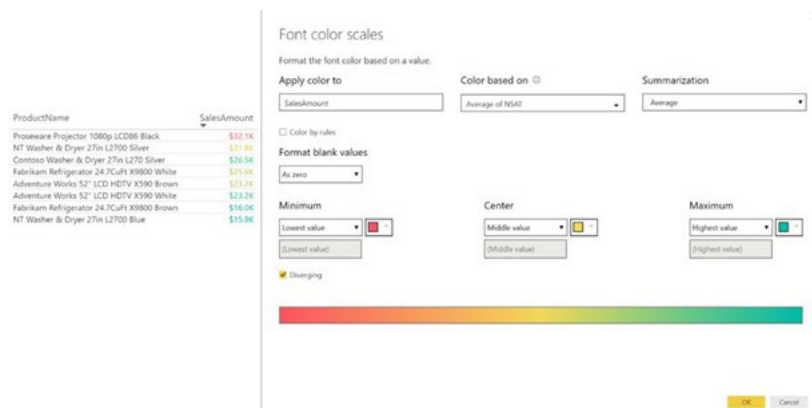 Font color scales
Format the font color based on a value.
Apply color to Color based on Summarization
SalesAmount Average of NSAT Average
Color by rules
Format blank values
As zero
Minimum Center Maximum
Lowest value Middle value Highest value
(Lowest value) (Middle value) (Highest value)
Diverging
OK Cancel
ProductName SalesAmount
Proseware Projector 1080p LCD86 Black $32.1K
NT Washer & Dryer 27in L2700 Silver $31.6K
Contoso Washer & Dryer 27in L270 Silver $26.5K
Fabrikam Refrigerator 24.7CuFt X9800 White $25.6K
Adventure Works 52" LCD HDTV X590 Brown $23.2K
Adventure Works 52" LCD HDTV X590 White $23.2K
Fabrikam Refrigerator 24.7CuFt X9800 Brown $16.0K
NT Washer & Dryer 27in L2700 Blue $15.9K